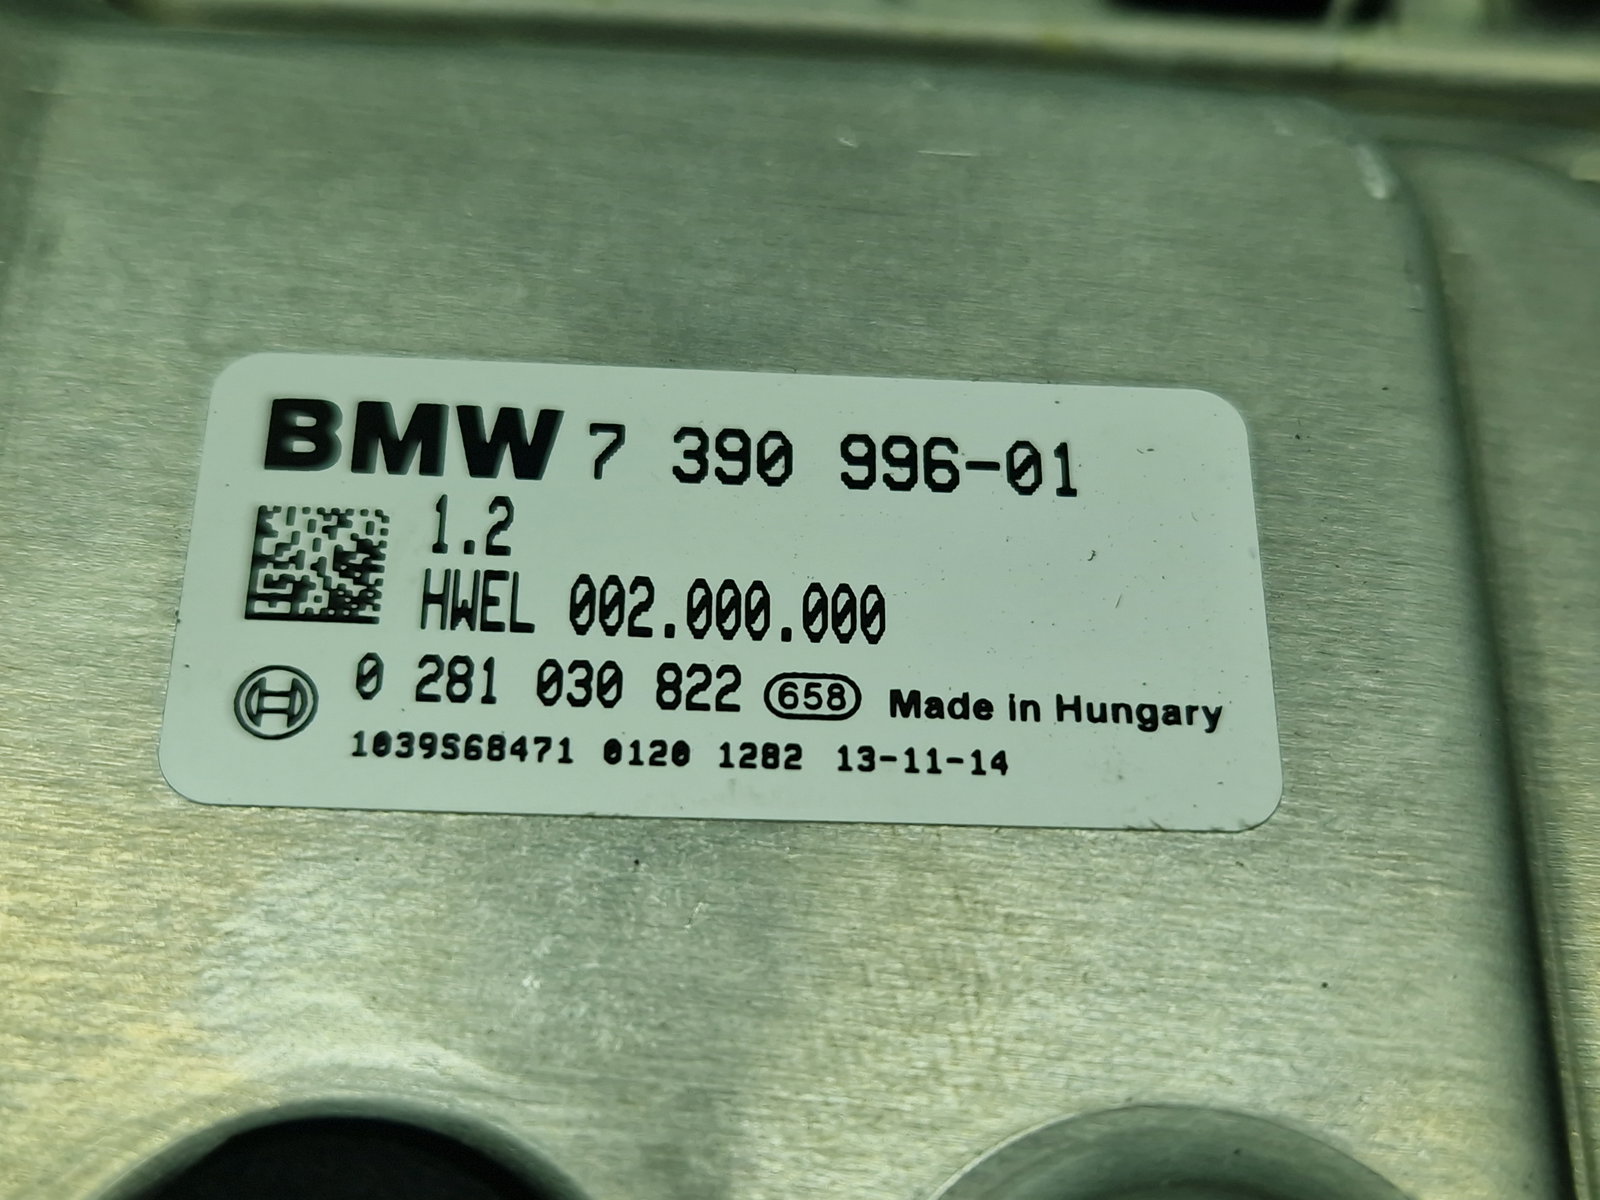 BMW 7 390 996-01
1.2
HWEL 002.000.000
0 281 030 822 658 Made in Hungary
1039S68471 0120 1282 13-11-14